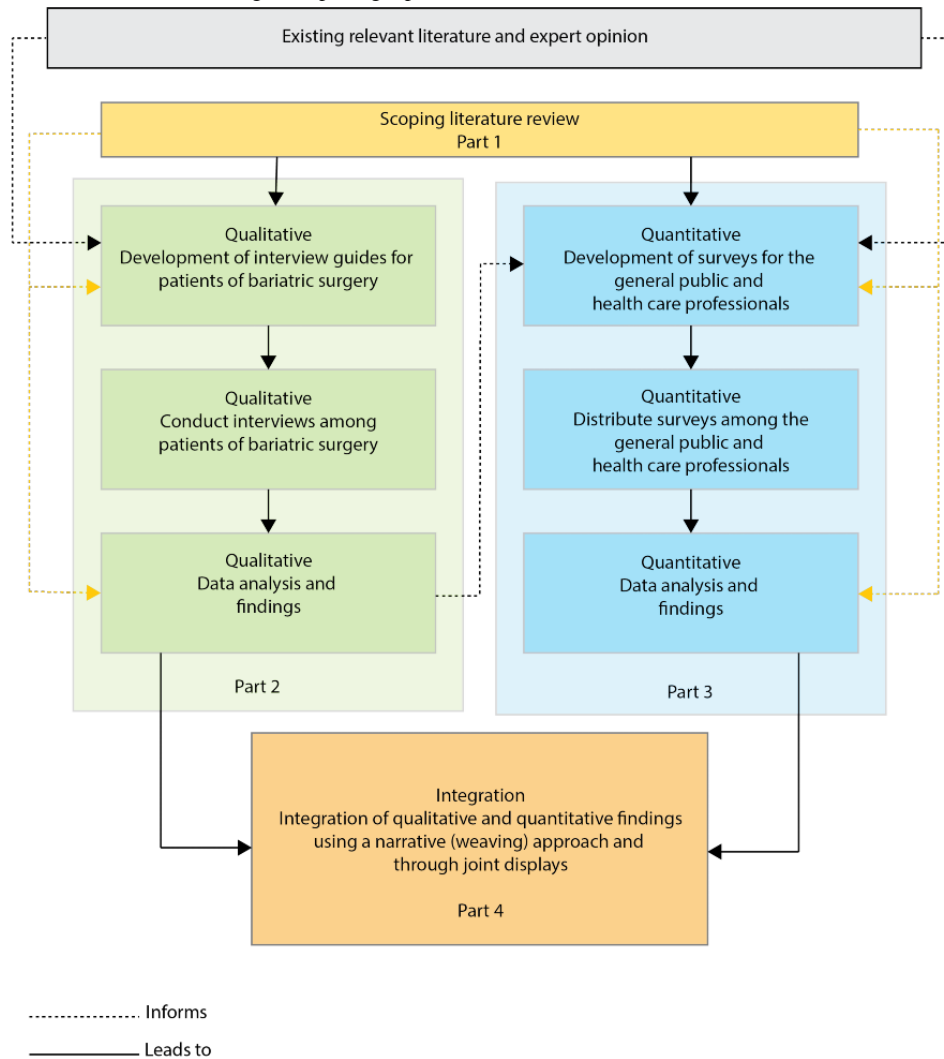 Existing relevant literature and expert opinion
Scoping literature review
Part 1
Qualitative
Development of interview guides for
patients of bariatric surgery
Qualitative
Conduct interviews among
patients of bariatric surgery
Qualitative
Data analysis and
findings
Part 2
Quantitative
Development of surveys for the
general public and
health care professionals
Quantitative
Distribute surveys among the
general public and
health care professionals
Quantitative
Data analysis and
findings
Part 3
Integration
Integration of qualitative and quantitative findings
using a narrative (weaving) approach and
through joint displays
Part 4
Informs
Leads to